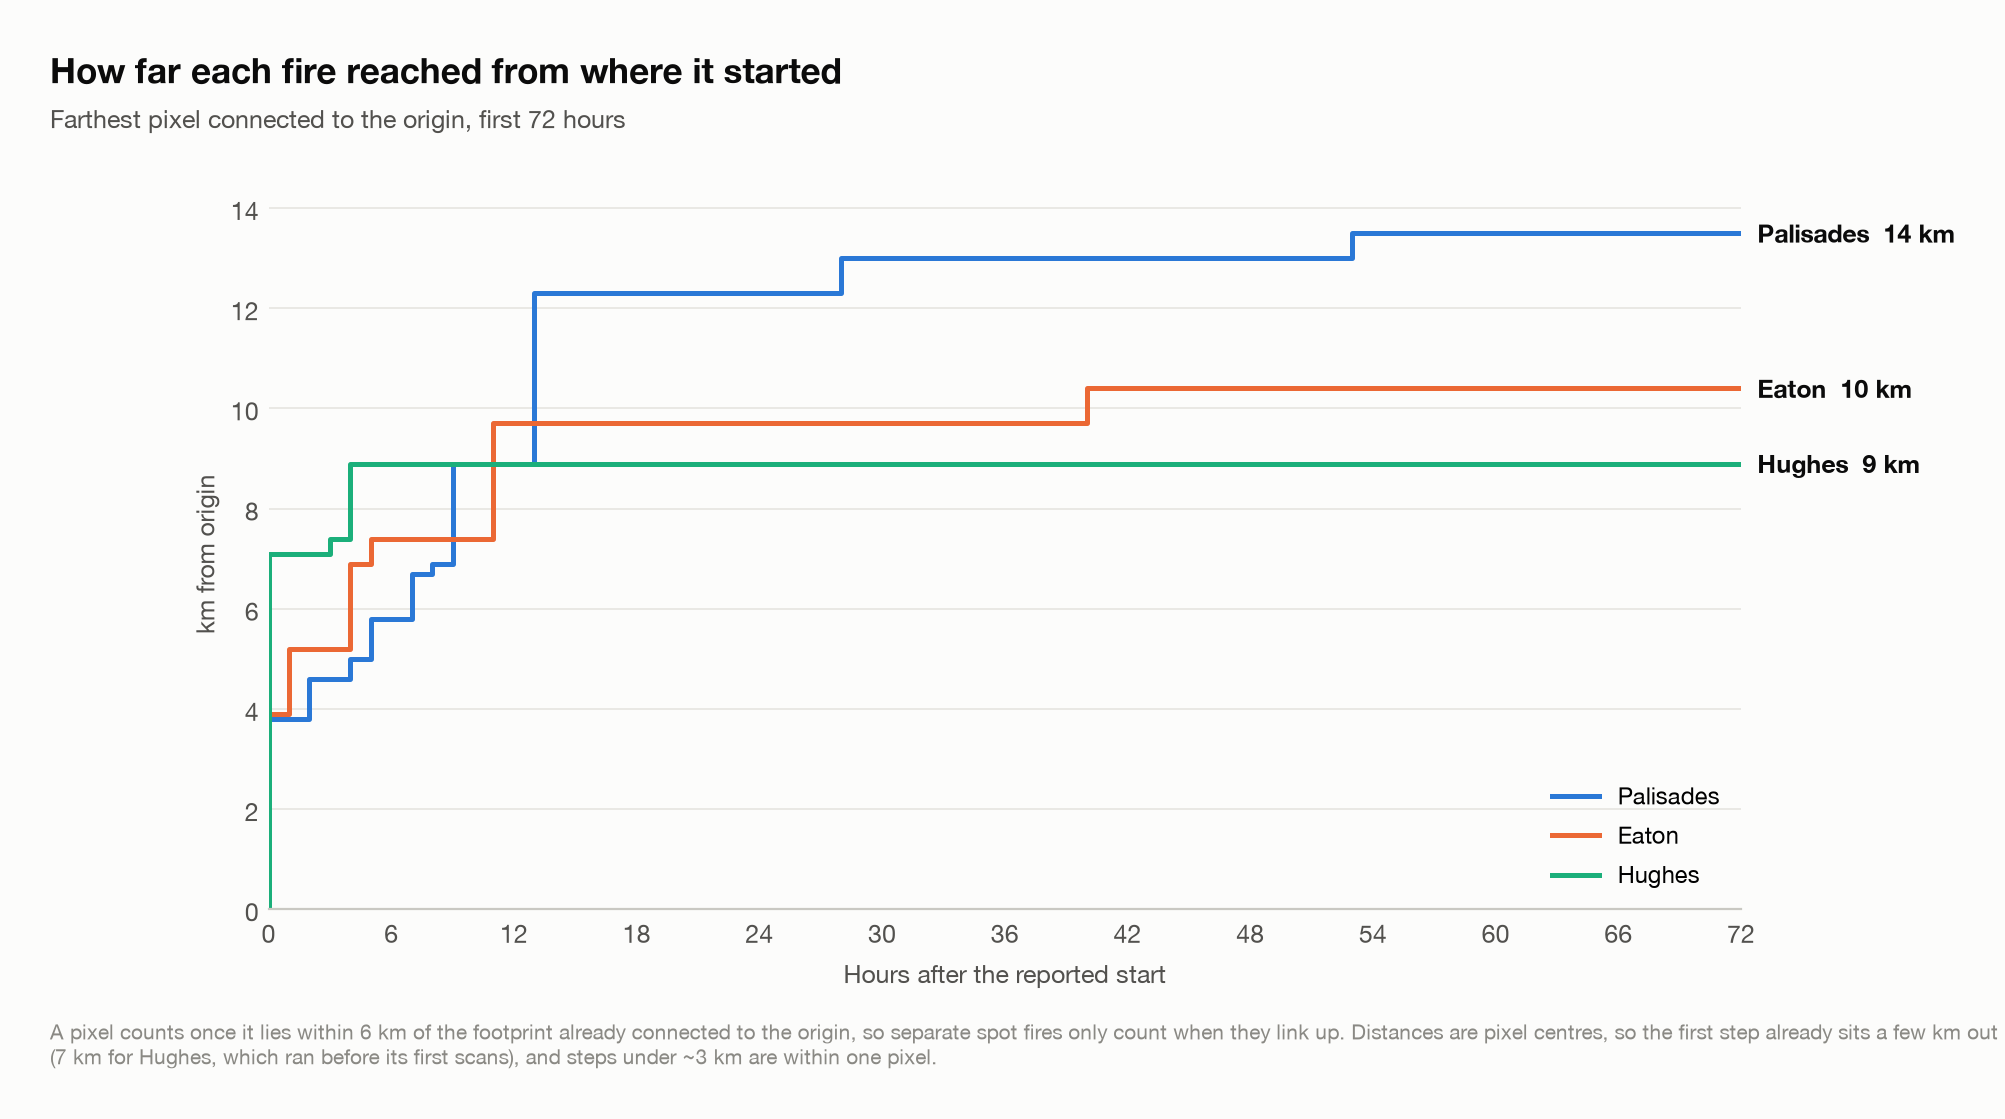 How far each fire reached from where it started
Farthest pixel connected to the origin, first 72 hours
14
12
10
8
6
4
2
0
km from origin
Palisades 14 km
Eaton 10 km
Hughes 9 km
Palisades
Eaton
Hughes
0 6 12 18 24 30 36 42 48 54 60 66 72
Hours after the reported start
A pixel counts once it lies within 6 km of the footprint already connected to the origin, so separate spot fires only count when they link up. Distances are pixel centres, so the first step already sits a few km out
(7 km for Hughes, which ran before its first scans), and steps under ~3 km are within one pixel.